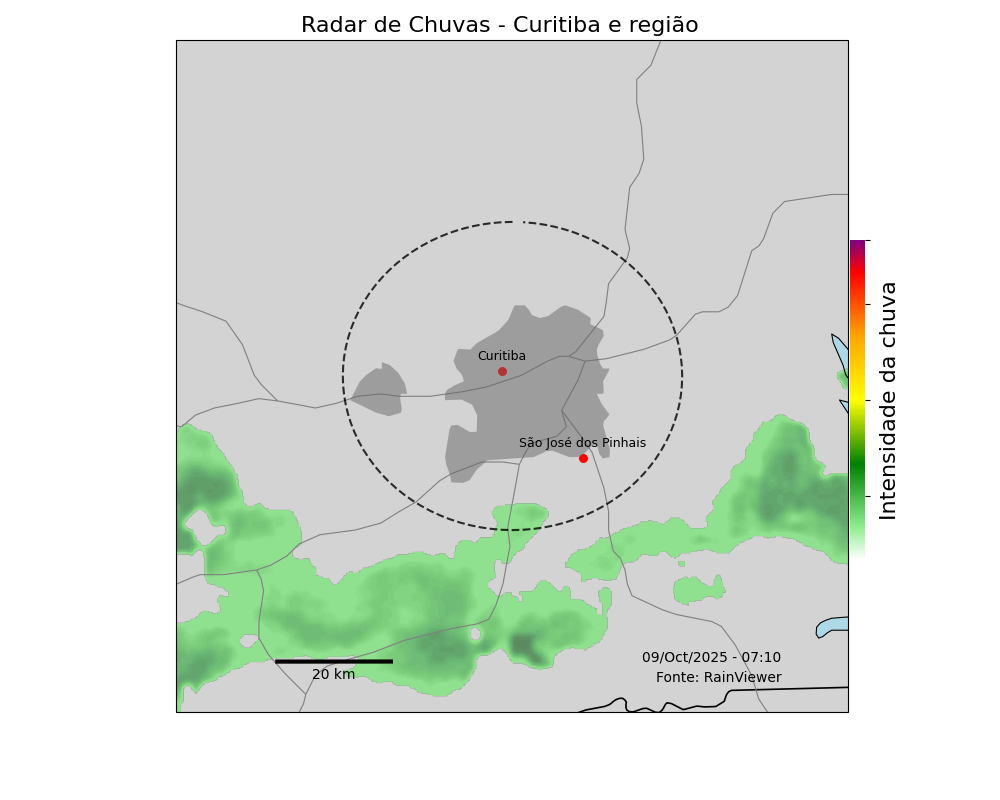 Radar de Chuvas - Curitiba e região
Curitiba
São José dos Pinhais
Intensidade da chuva
09/Oct/2025 - 07:10
20 km
Fonte: RainViewer